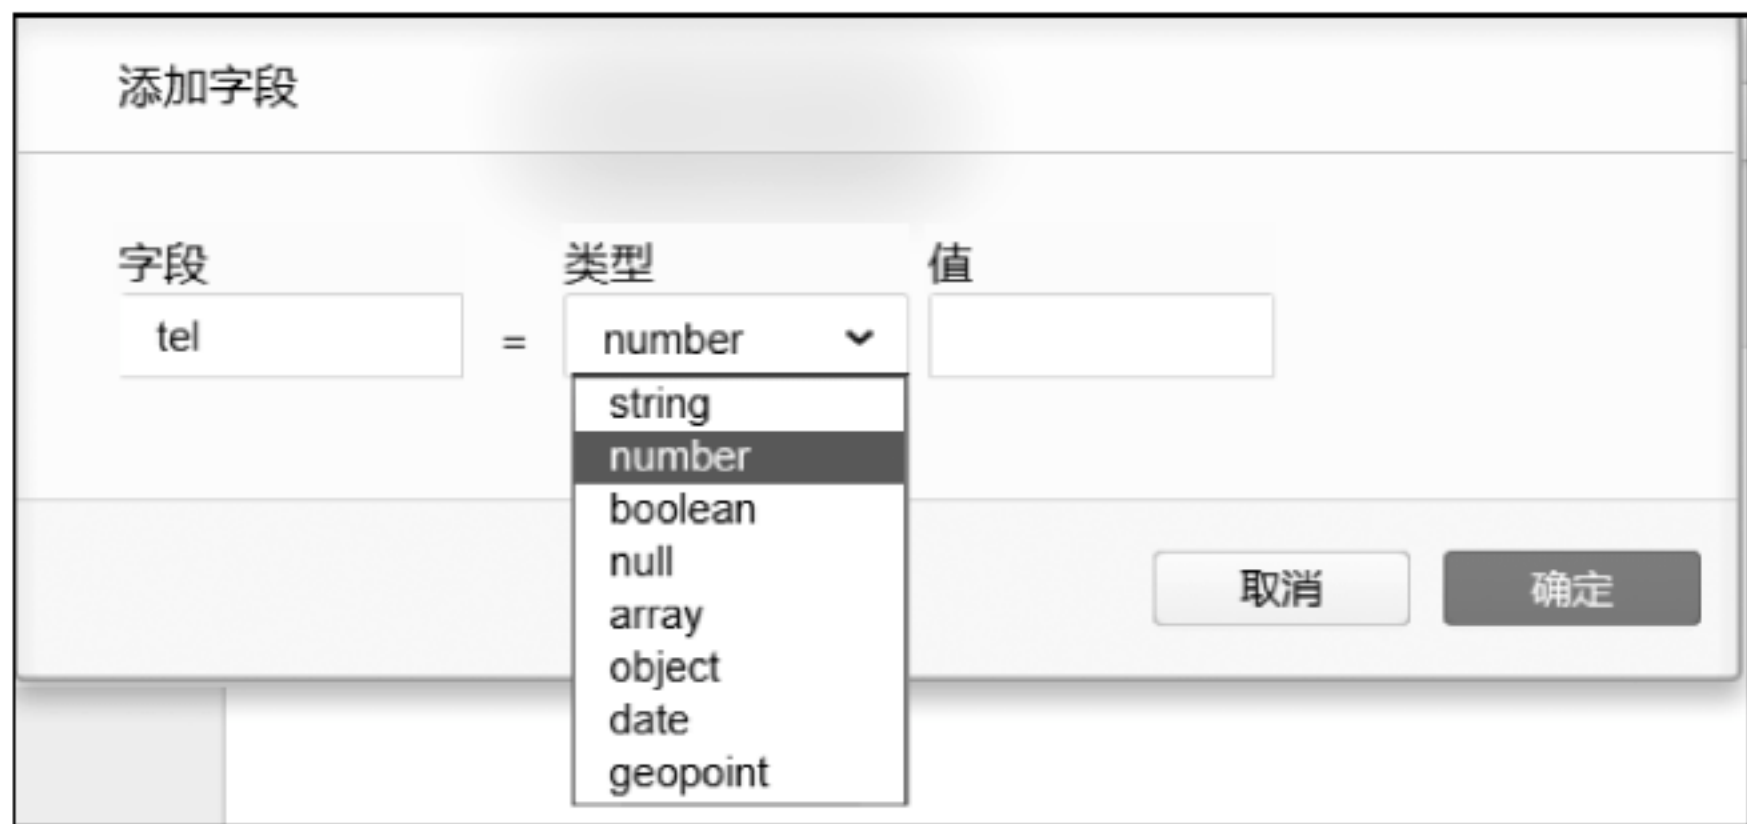 添加字段
字段 类型 值
tel = number
string
number
boolean
null
array
object
date
geopoint
取消 确定